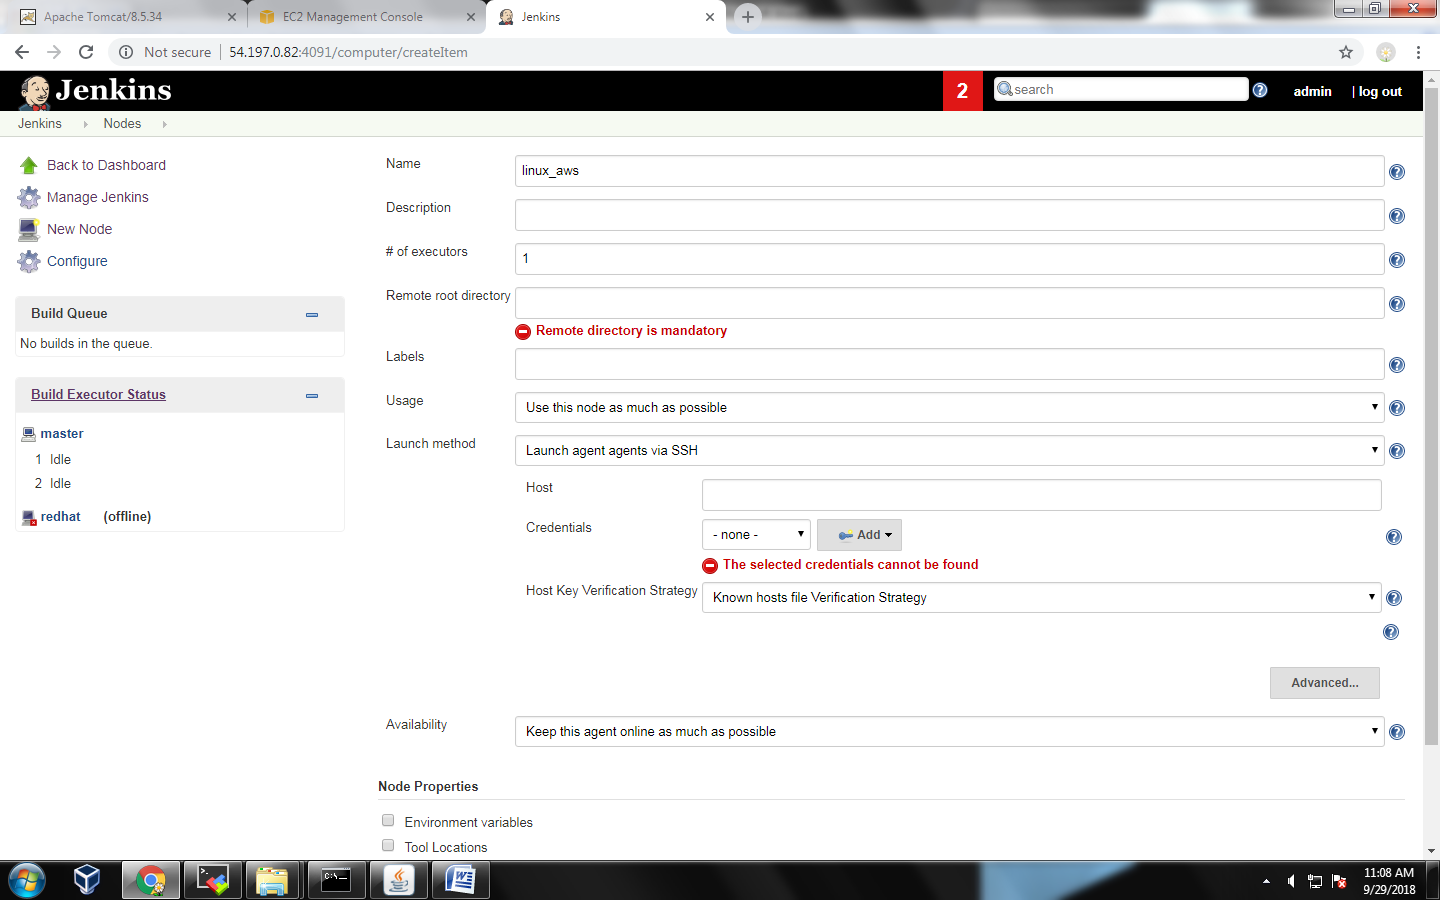 Apache Tomcat/8.5.34
EC2 Management Console
Jenkins
Not secure | 54.197.0.82:4091/computer/createItem
Jenkins
2
search
admin
| log out
Jenkins
Nodes
Back to Dashboard
Manage Jenkins
New Node
Configure
Build Queue
No builds in the queue.
Build Executor Status
master
1 Idle
2 Idle
redhat (offline)
Name
linux_aws
Description
# of executors
1
Remote root directory
Remote directory is mandatory
Labels
Usage
Use this node as much as possible
Launch method
Launch agent agents via SSH
Host
Credentials
- none -
Add
The selected credentials cannot be found
Host Key Verification Strategy
Known hosts file Verification Strategy
Advanced...
Availability
Keep this agent online as much as possible
Node Properties
Environment variables
Tool Locations
11:08 AM
9/29/2018